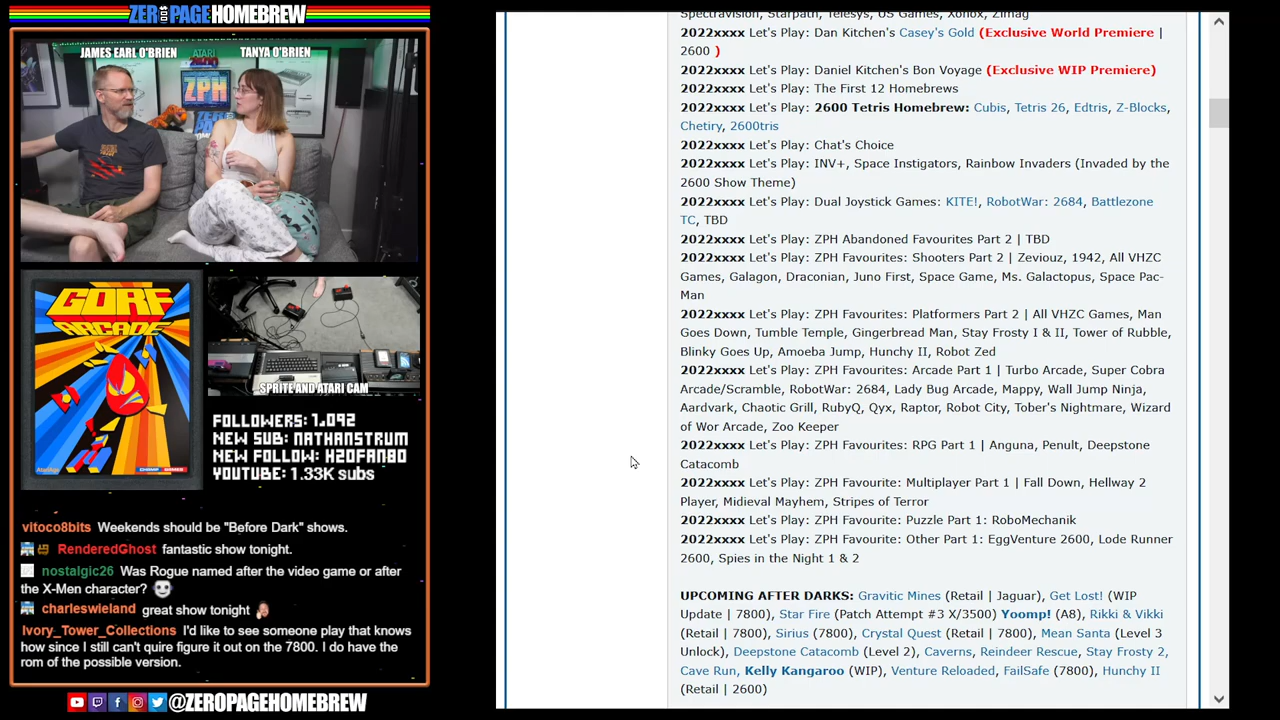 ZEROPAGEHOMEBREW
JAMES EARL O'BRIEN
TANYA O'BRIEN
ATARI
ZPH
GORF
ARCADE
SPRITE AND ATARI CAM
FOLLOWERS: 1,092
NEW SUB: NATHANSTRUM
NEW FOLLOW: H2OFAN80
YOUTUBE: 1.33K subs
vitoco8bits Weekends should be "Before Dark" shows.
RenderedGhost fantastic show tonight.
nostalgic26 Was Rogue named after the video game or after
the X-Men character?
charleswieland great show tonight
Ivory_Tower_Collections I'd like to see someone play that knows
how since I still can't quire figure it out on the 7800. I do have the
rom of the possible version.
@ZEROPAGEHOMEBREW
Spectravision, Starpath, Telesys, US Games, Xonox, Zimag
2022xxxx Let's Play: Dan Kitchen's Casey's Gold (Exclusive World Premiere |
2600 )
2022xxxx Let's Play: Daniel Kitchen's Bon Voyage (Exclusive WIP Premiere)
2022xxxx Let's Play: The First 12 Homebrews
2022xxxx Let's Play: 2600 Tetris Homebrew: Cubis, Tetris 26, Edtris, Z-Blocks,
Chetiry, 2600tris
2022xxxx Let's Play: Chat's Choice
2022xxxx Let's Play: INV+, Space Instigators, Rainbow Invaders (Invaded by the
2600 Show Theme)
2022xxxx Let's Play: Dual Joystick Games: KITE!, RobotWar: 2684, Battlezone
TC, TBD
2022xxxx Let's Play: ZPH Abandoned Favourites Part 2 | TBD
2022xxxx Let's Play: ZPH Favourites: Shooters Part 2 | Zeviouz, 1942, All VHZC
Games, Galagon, Draconian, Juno First, Space Game, Ms. Galactopus, Space Pac-
Man
2022xxxx Let's Play: ZPH Favourites: Platformers Part 2 | All VHZC Games, Man
Goes Down, Tumble Temple, Gingerbread Man, Stay Frosty I & II, Tower of Rubble,
Blinky Goes Up, Amoeba Jump, Hunchy II, Robot Zed
2022xxxx Let's Play: ZPH Favourites: Arcade Part 1 | Turbo Arcade, Super Cobra
Arcade/Scramble, RobotWar: 2684, Lady Bug Arcade, Mappy, Wall Jump Ninja,
Aardvark, Chaotic Grill, RubyQ, Qyx, Raptor, Robot City, Tober's Nightmare, Wizard
of Wor Arcade, Zoo Keeper
2022xxxx Let's Play: ZPH Favourites: RPG Part 1 | Anguna, Penult, Deepstone
Catacomb
2022xxxx Let's Play: ZPH Favourite: Multiplayer Part 1 | Fall Down, Hellway 2
Player, Midieval Mayhem, Stripes of Terror
2022xxxx Let's Play: ZPH Favourite: Puzzle Part 1: RoboMechanik
2022xxxx Let's Play: ZPH Favourite: Other Part 1: EggVenture 2600, Lode Runner
2600, Spies in the Night 1 & 2
UPCOMING AFTER DARKS: Gravitic Mines (Retail | Jaguar), Get Lost! (WIP
Update | 7800), Star Fire (Patch Attempt #3 X/3500) Yoomp! (A8), Rikki & Vikki
(Retail | 7800), Sirius (7800), Crystal Quest (Retail | 7800), Mean Santa (Level 3
Unlock), Deepstone Catacomb (Level 2), Caverns, Reindeer Rescue, Stay Frosty 2,
Cave Run, Kelly Kangaroo (WIP), Venture Reloaded, FailSafe (7800), Hunchy II
(Retail | 2600)